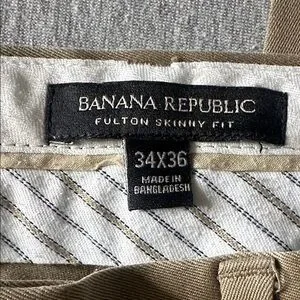 BANANA REPUBLIC
FULTON SKINNY FIT
34X36
MADE IN
BANGLADESH